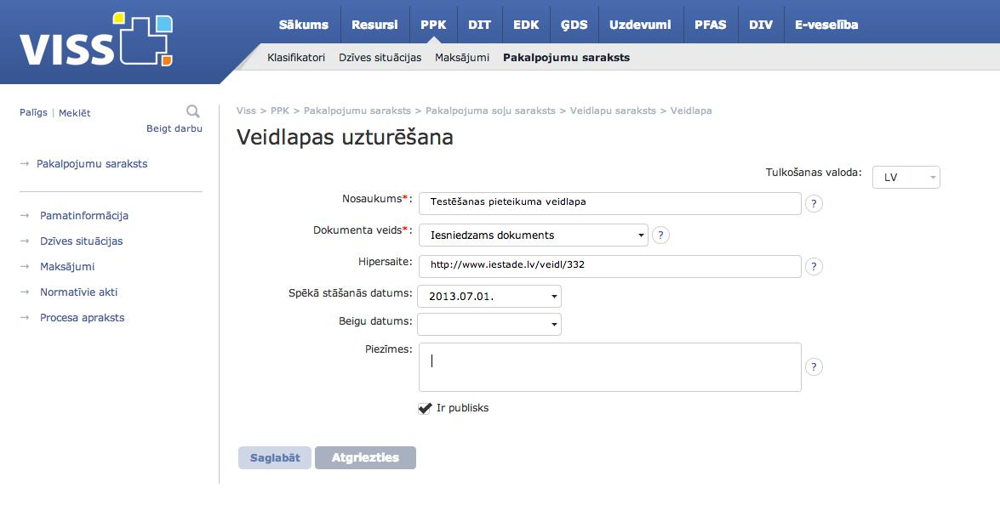 VISS
Sākums Resursi PPK DIT EDK ĢDS Uzdevumi PFAS DIV E-veselība
Klasifikatori Dzīves situācijas Maksājumi Pakalpojumu saraksts
Palīgs | Meklēt
Beigt darbu
→ Pakalpojumu saraksts
→ Pamatinformācija
→ Dzīves situācijas
→ Maksājumi
→ Normatīvie akti
→ Procesa apraksts
Viss > PPK > Pakalpojumu saraksts > Pakalpojuma soļu saraksts > Veidlapu saraksts > Veidlapa
Veidlapas uzturēšana
Tulkošanas valoda: LV
Nosaukums*: Testēšanas pieteikuma veidlapa ?
Dokumenta veids*: Iesniedzams dokuments ?
Hipersaite: http://www.iestade.lv/veidl/332 ?
Spēkā stāšanās datums: 2013.07.01.
Beigu datums:
Piezīmes: ?
Ir publisks
Saglabāt Atgriezties